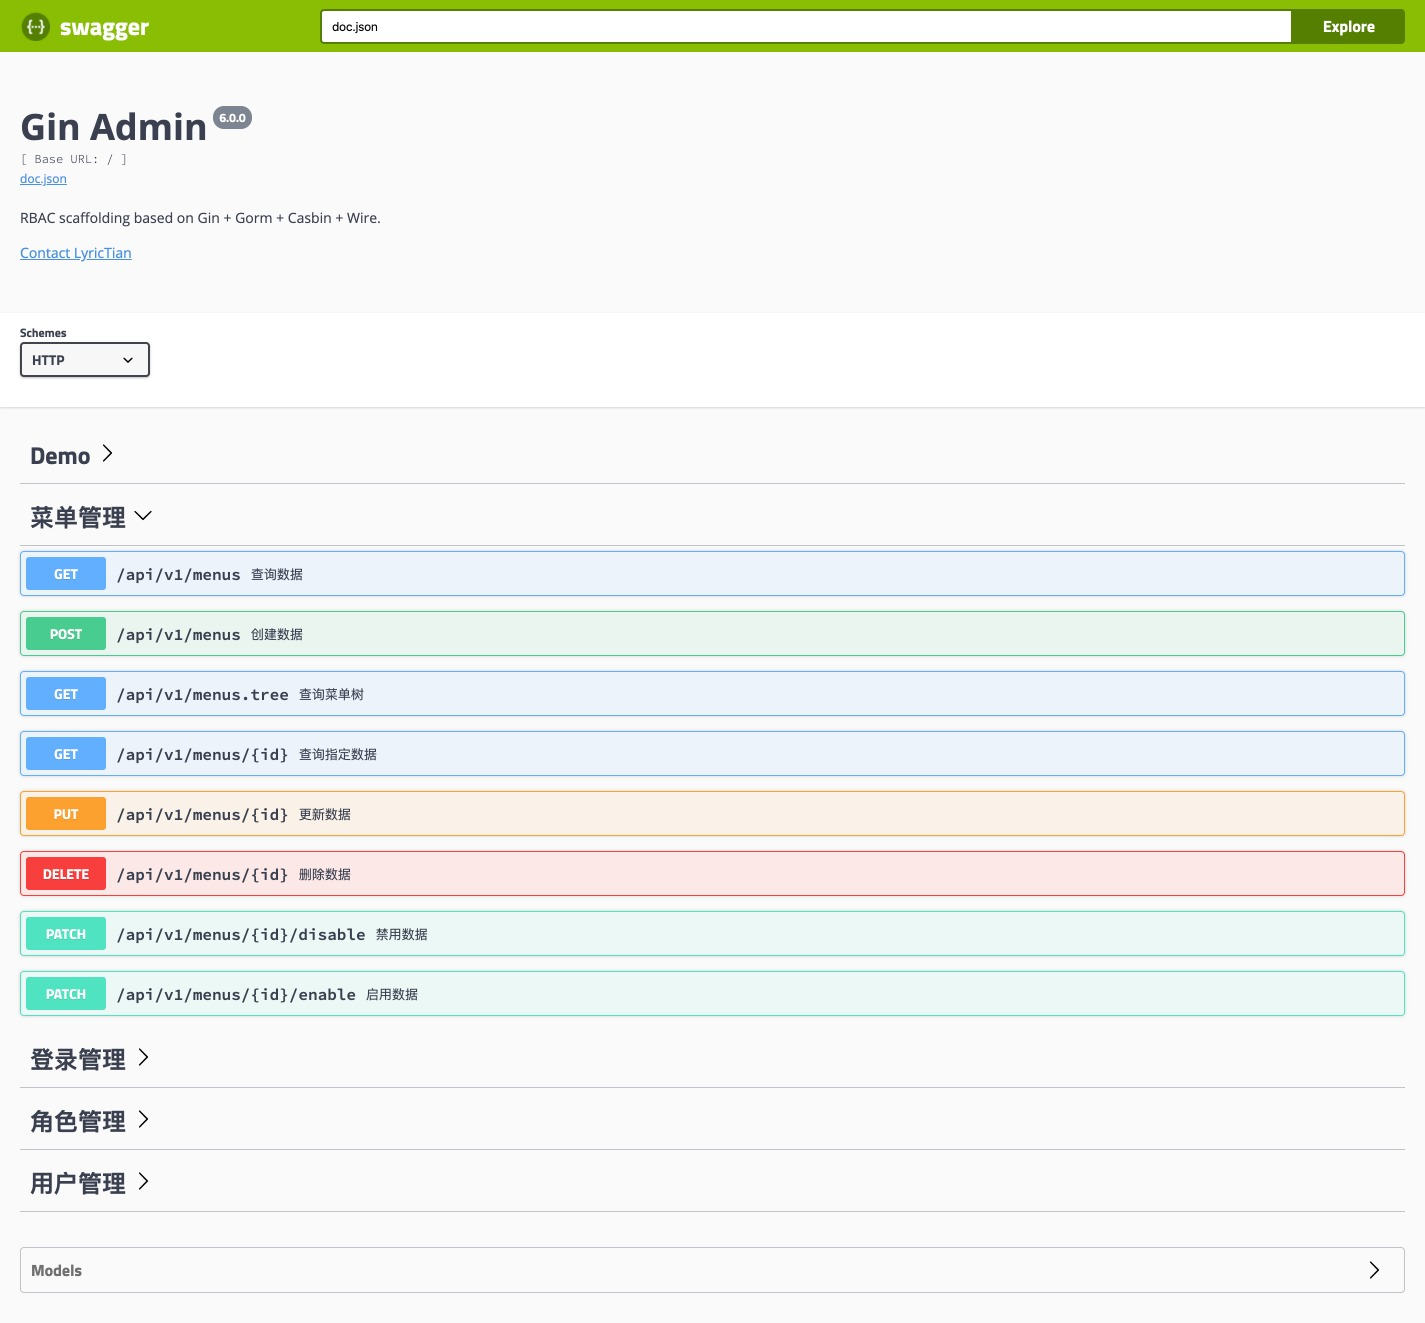 swagger
doc.json
Explore
Gin Admin 6.0.0
[ Base URL: / ]
doc.json
RBAC scaffolding based on Gin + Gorm + Casbin + Wire.
Contact LyricTian
Schemes
HTTP
Demo
菜单管理
GET /api/v1/menus 查询数据
POST /api/v1/menus 创建数据
GET /api/v1/menus.tree 查询菜单树
GET /api/v1/menus/{id} 查询指定数据
PUT /api/v1/menus/{id} 更新数据
DELETE /api/v1/menus/{id} 删除数据
PATCH /api/v1/menus/{id}/disable 禁用数据
PATCH /api/v1/menus/{id}/enable 启用数据
登录管理
角色管理
用户管理
Models